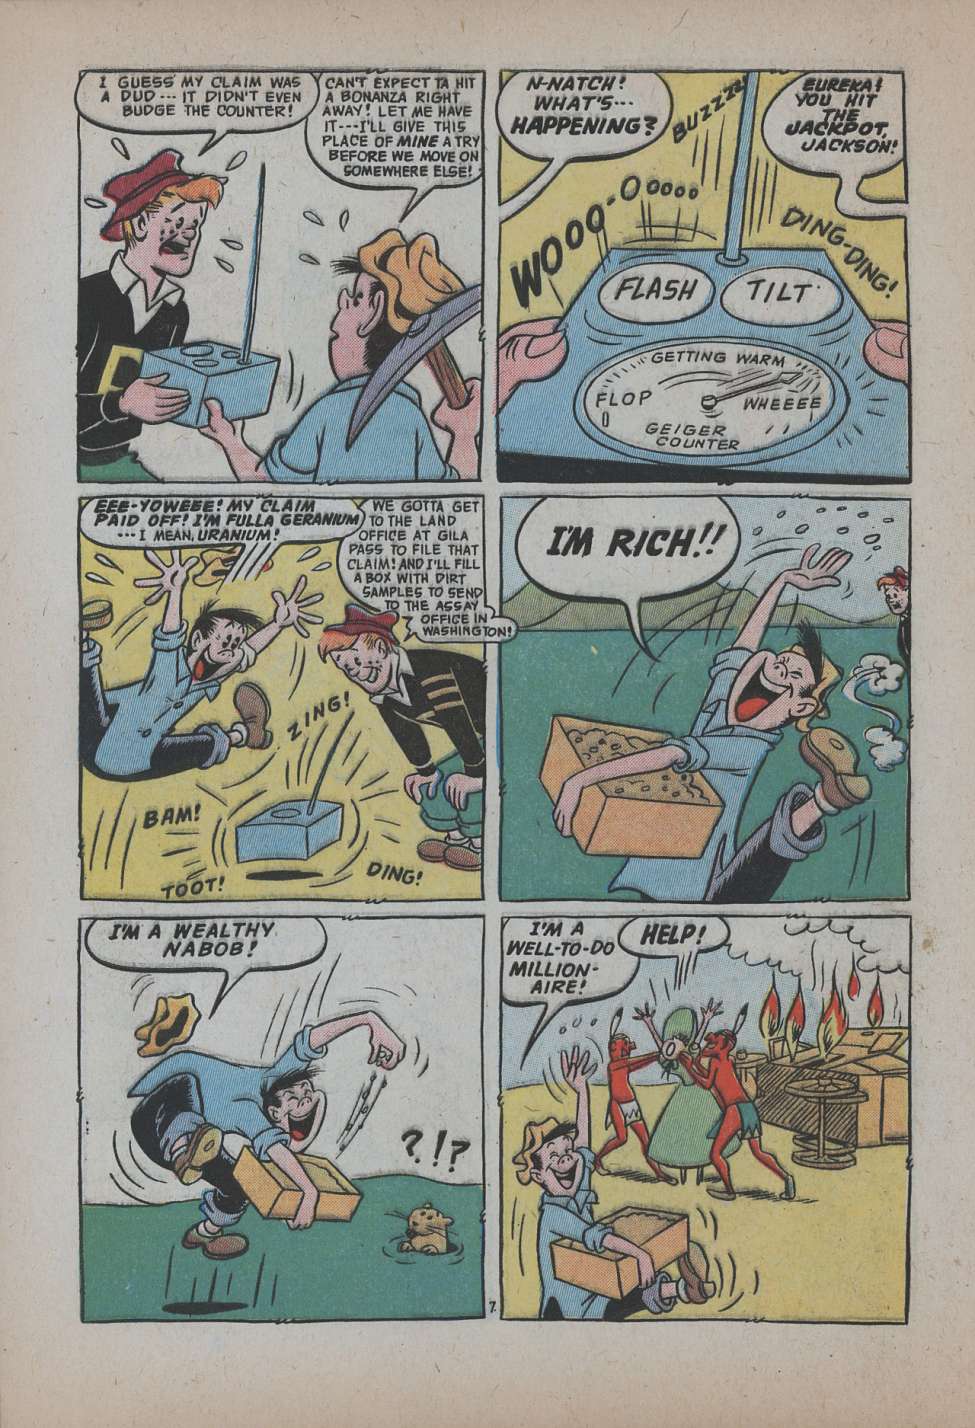 I GUESS MY CLAIM WAS
A DUD--- IT DIDN'T EVEN
BUDGE THE COUNTER!
CAN'T EXPECT TA HIT
A BONANZA RIGHT
AWAY! LET ME HAVE
IT---I'LL GIVE THIS
PLACE OF MINE A TRY
BEFORE WE MOVE ON
SOMEWHERE ELSE!
N-NATCH!
WHAT'S---
HAPPENING?
BUZZZZ!
EUREKA!
YOU HIT
THE
JACKPOT,
JACKSON!
WOOO-OOOOOO
DING-DING!
FLASH
TILT
GETTING WARM
FLOP
WHEEEE
GEIGER
COUNTER
EEE-YOWEEE! MY CLAIM
PAID OFF! I'M FULLA GERANIUM
---I MEAN, URANIUM!
WE GOTTA GET
TO THE LAND
OFFICE AT GILA
PASS TO FILE THAT
CLAIM! AND I'LL FILL
A BOX WITH DIRT
SAMPLES TO SEND
TO THE ASSAY
OFFICE IN
WASHINGTON!
ZING!
BAM!
TOOT!
DING!
I'M RICH!!
I'M A WEALTHY
NABOB!
?!?
7.
I'M A
WELL-TO-DO
MILLION-
AIRE!
HELP!